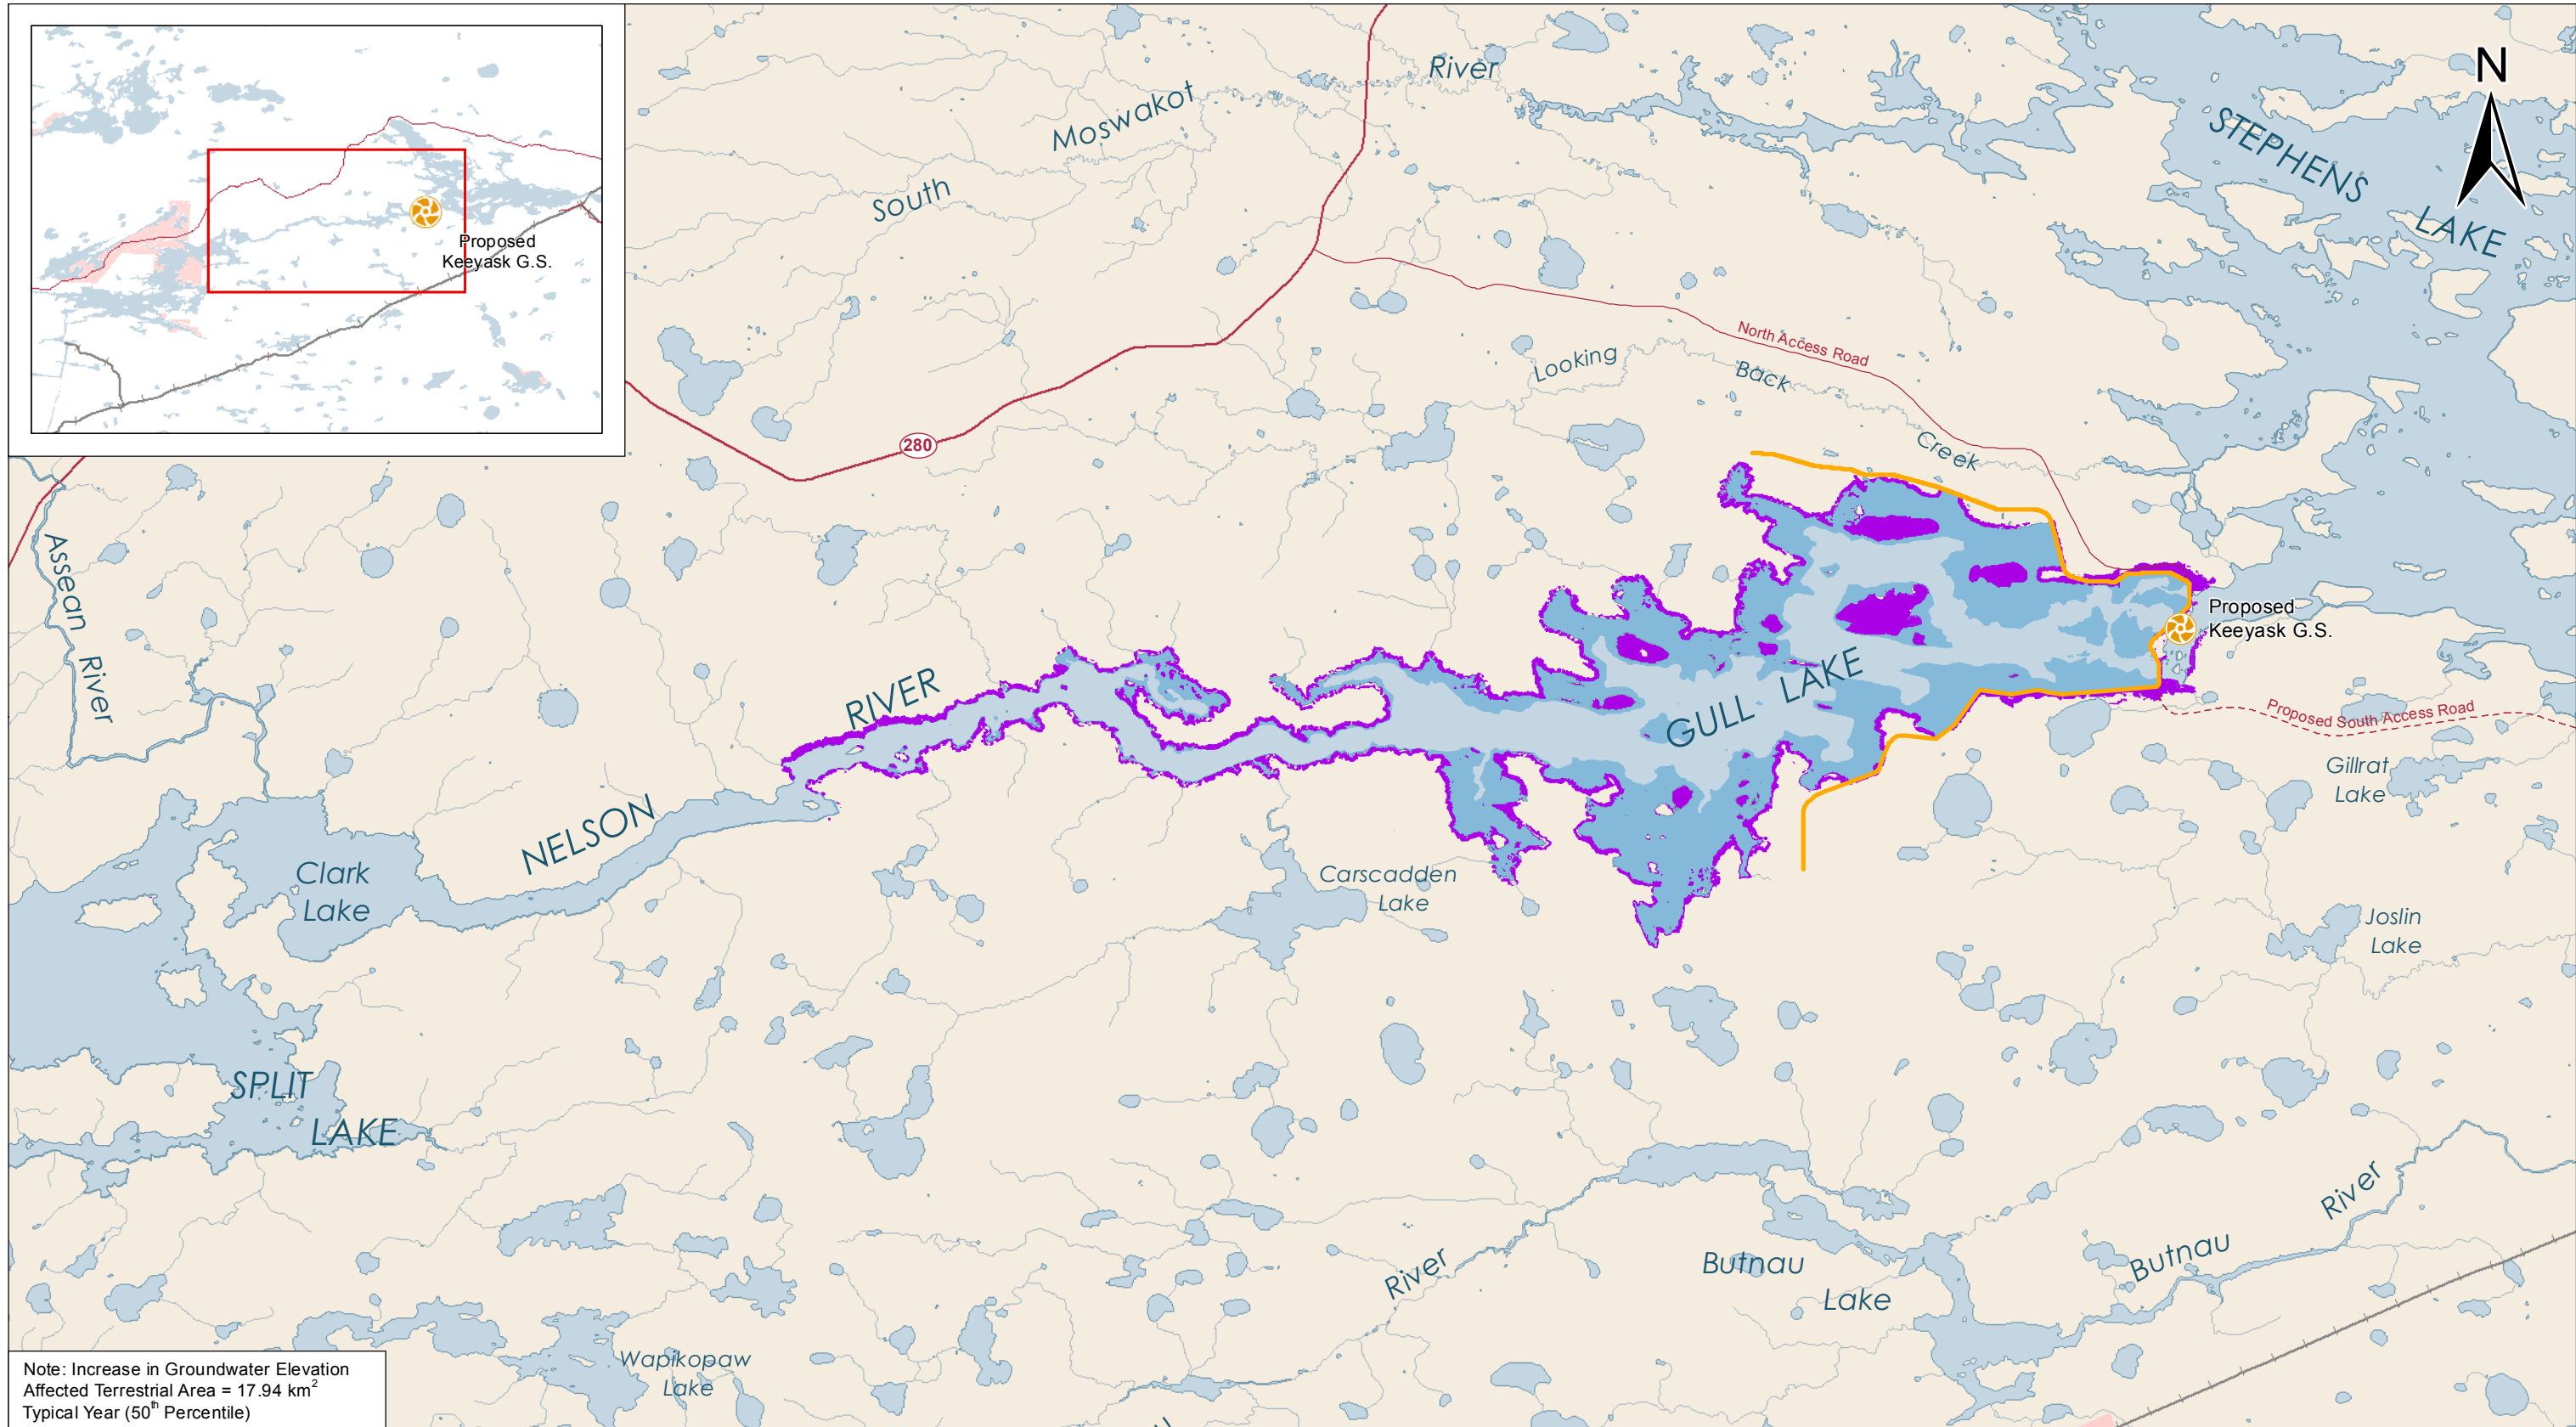 Proposed
Keeyask G.S.
N
River
Moswakot
South
STEPHENS
LAKE
North Access Road
Looking
Back
Creek
280
Assean
River
Proposed
Keeyask G.S.
RIVER
GULL LAKE
Proposed South Access Road
Gillrat
Lake
NELSON
Clark
Lake
Carscadden
Lake
Joslin
Lake
SPLIT
LAKE
River
Butnau
Lake
Butnau
River
Wapikopaw
Lake
Note: Increase in Groundwater Elevation
Affected Terrestrial Area = 17.94 km²
Typical Year (50th Percentile)